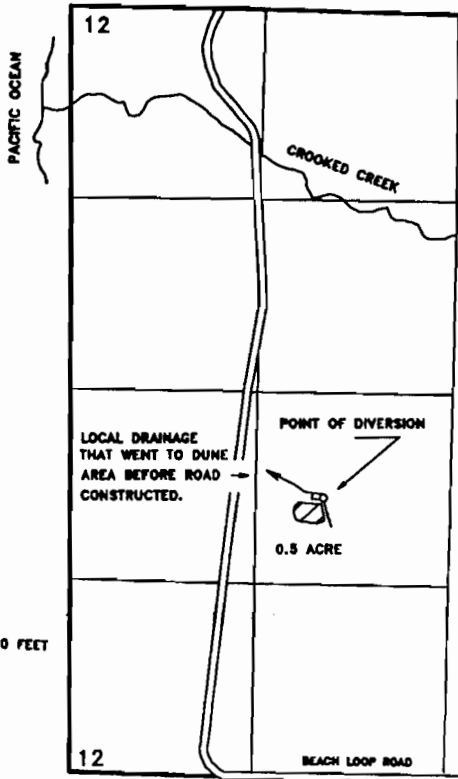 12
PACIFIC OCEAN
CROOKED CREEK
POINT OF DIVERSION
LOCAL DRAINAGE
THAT WENT TO DUNE
AREA BEFORE ROAD
CONSTRUCTED.
0.5 ACRE
0 FEET
12
BEACH LOOP ROAD